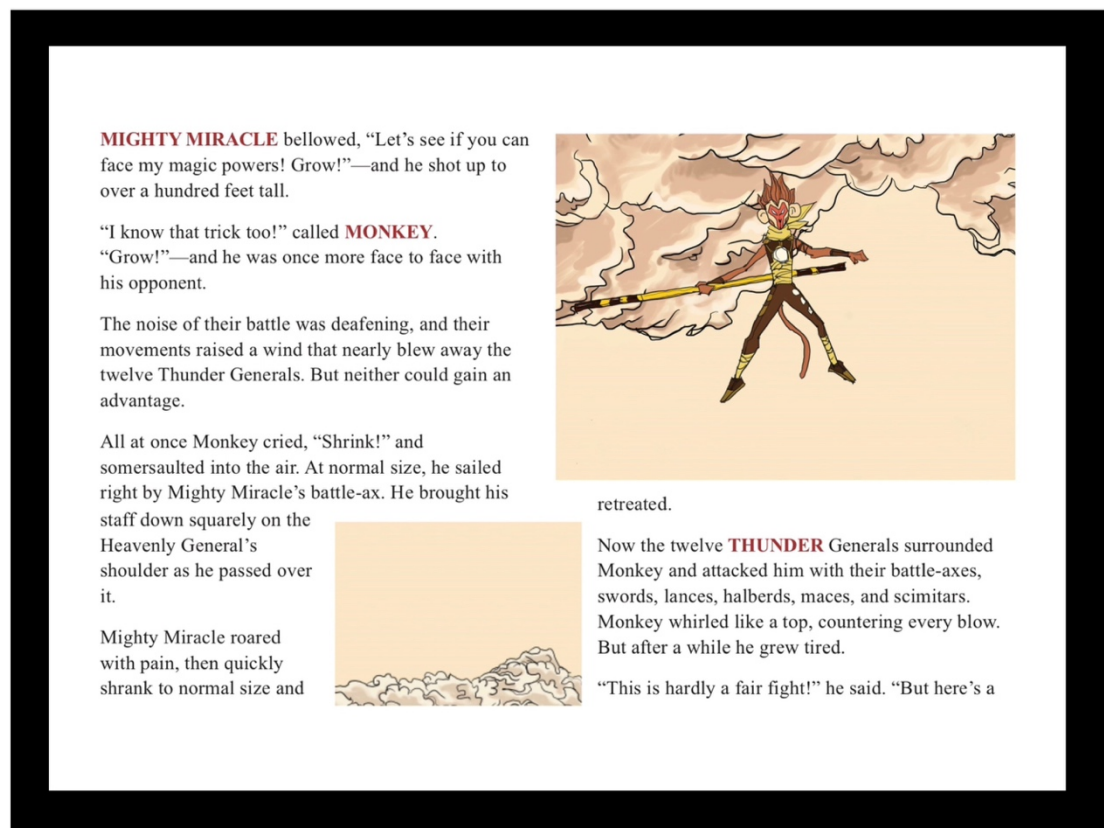 MIGHTY MIRACLE bellowed, “Let’s see if you can
face my magic powers! Grow!”—and he shot up to
over a hundred feet tall.
“I know that trick too!” called MONKEY.
“Grow!”—and he was once more face to face with
his opponent.
The noise of their battle was deafening, and their
movements raised a wind that nearly blew away the
twelve Thunder Generals. But neither could gain an
advantage.
All at once Monkey cried, “Shrink!” and
somersaulted into the air. At normal size, he sailed
right by Mighty Miracle’s battle-ax. He brought his
staff down squarely on the
Heavenly General’s
shoulder as he passed over
it.
Mighty Miracle roared
with pain, then quickly
shrank to normal size and
retreated.
Now the twelve THUNDER Generals surrounded
Monkey and attacked him with their battle-axes,
swords, lances, halberds, maces, and scimitars.
Monkey whirled like a top, countering every blow.
But after a while he grew tired.
“This is hardly a fair fight!” he said. “But here’s a